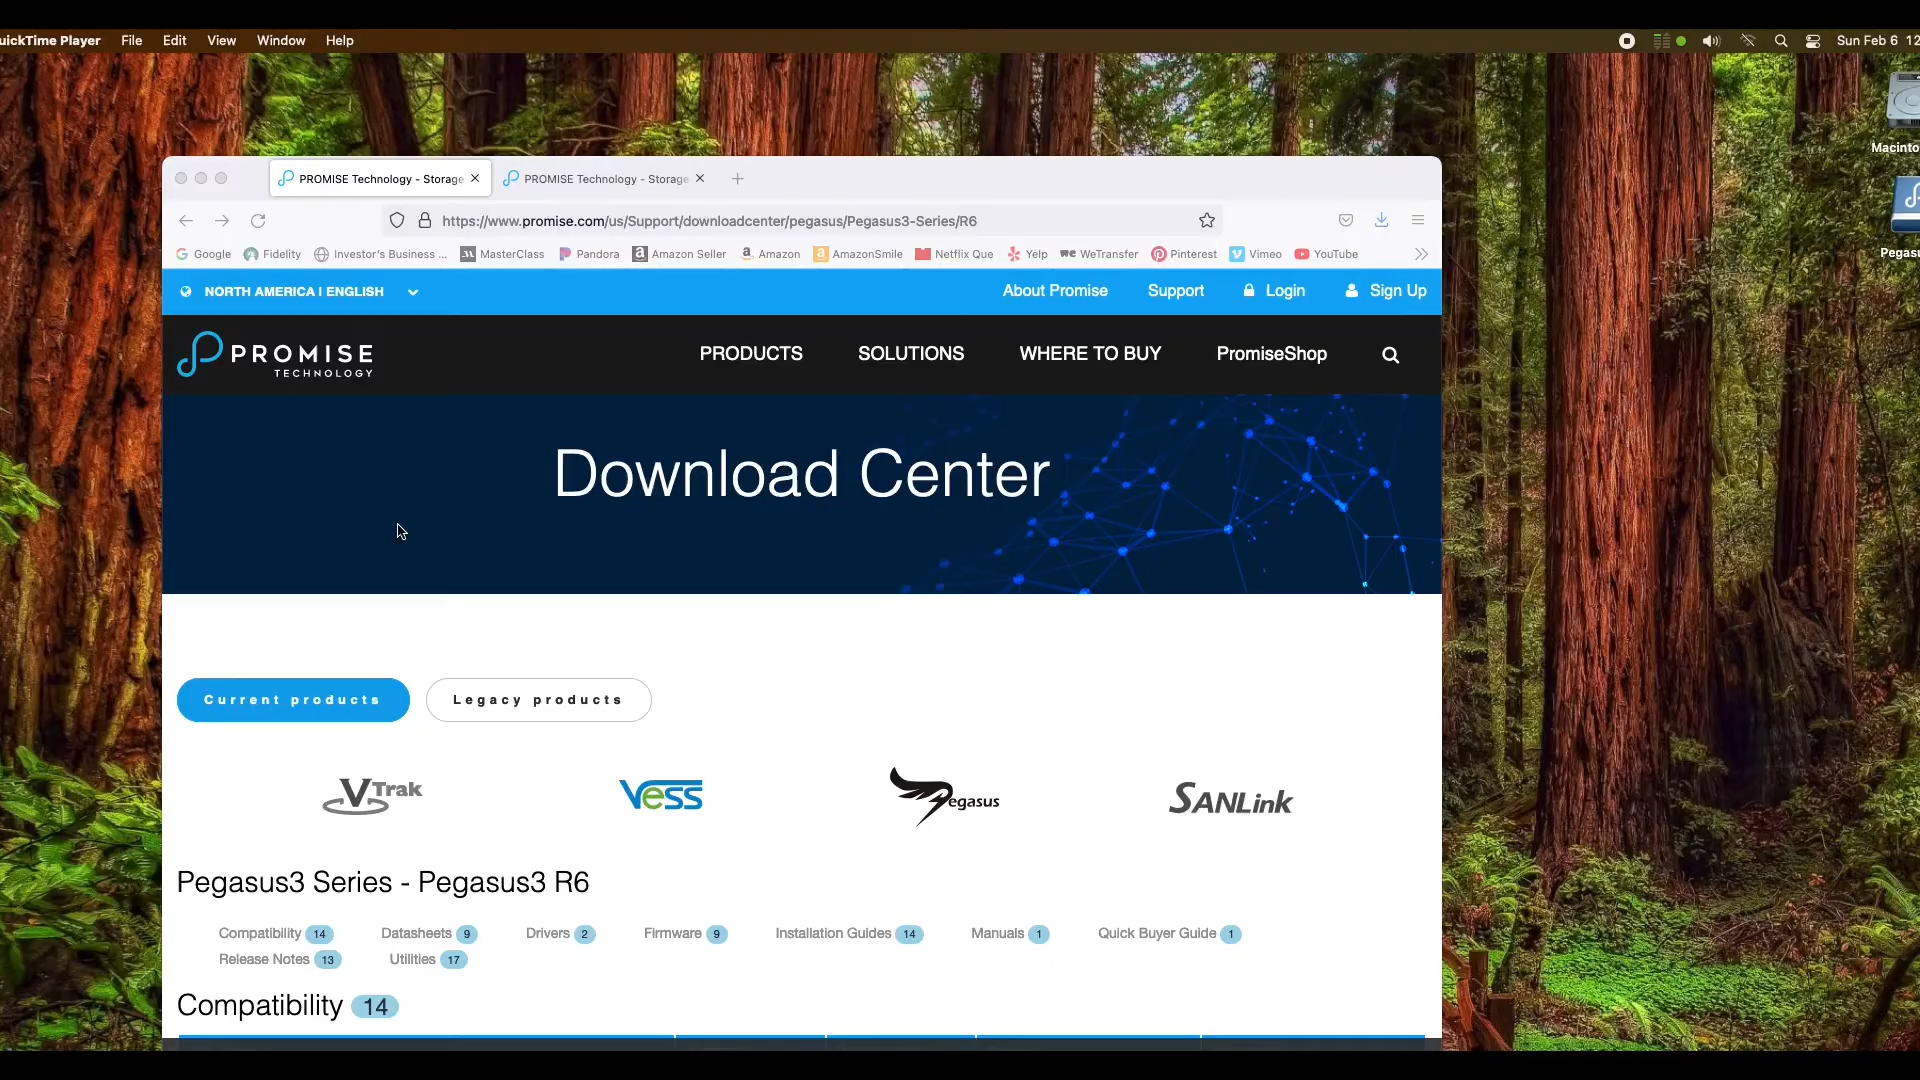 uickTime Player File Edit View Window Help Sun Feb 6 12
Macinto
PROMISE Technology - Storage PROMISE Technology - Storage
https://www.promise.com/us/Support/downloadcenter/pegasus/Pegasus3-Series/R6
Pegasu
Google Fidelity Investor's Business ... MasterClass Pandora Amazon Seller Amazon AmazonSmile Netflix Que Yelp WeTransfer Pinterest Vimeo YouTube
NORTH AMERICA | ENGLISH About Promise Support Login Sign Up
PROMISE
TECHNOLOGY
PRODUCTS SOLUTIONS WHERE TO BUY PromiseShop
Download Center
Current products Legacy products
VTrak Vess Pegasus SANLink
Pegasus3 Series - Pegasus3 R6
Compatibility 14 Datasheets 9 Drivers 2 Firmware 9 Installation Guides 14 Manuals 1 Quick Buyer Guide 1
Release Notes 13 Utilities 17
Compatibility 14